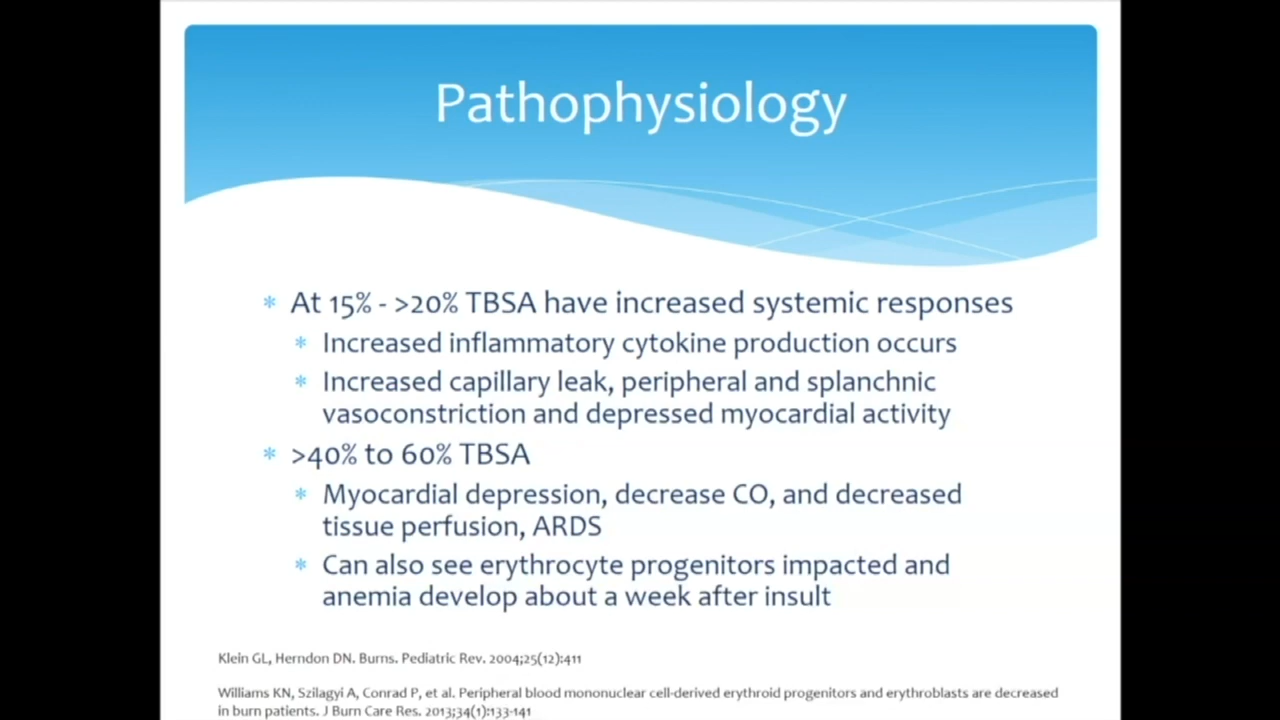 Pathophysiology
* At 15% - >20% TBSA have increased systemic responses
* Increased inflammatory cytokine production occurs
* Increased capillary leak, peripheral and splanchnic
vasoconstriction and depressed myocardial activity
* >40% to 60% TBSA
* Myocardial depression, decrease CO, and decreased
tissue perfusion, ARDS
* Can also see erythrocyte progenitors impacted and
anemia develop about a week after insult
Klein GL, Herndon DN. Burns. Pediatric Rev. 2004;25(12):411
Williams KN, Szilagyi A, Conrad P, et al. Peripheral blood mononuclear cell-derived erythroid progenitors and erythroblasts are decreased
in burn patients. J Burn Care Res. 2013;34(1):133-141